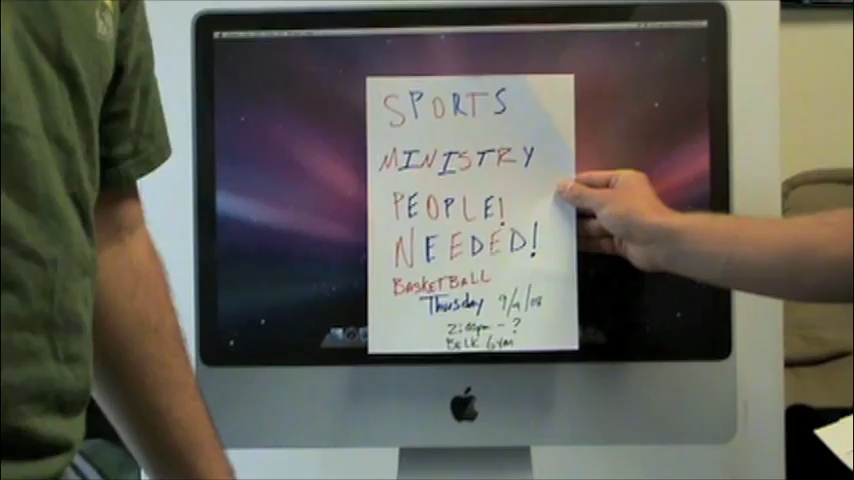 SPORTS
MINISTRY
PEOPLE!
NEEDED!
BASKETBALL
Thursday 9/4/08
2:00pm - ?
BELK GYM